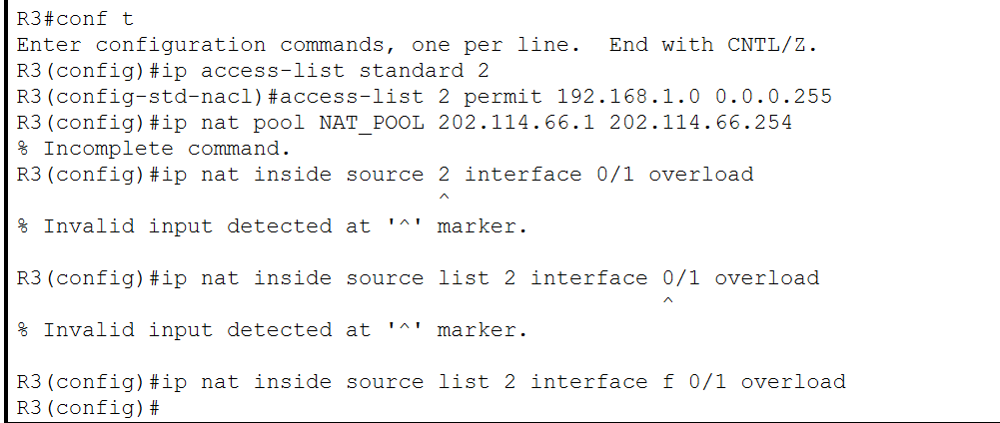 R3#conf t
Enter configuration commands, one per line.  End with CNTL/Z.
R3(config)#ip access-list standard 2
R3(config-std-nacl)#access-list 2 permit 192.168.1.0 0.0.0.255
R3(config)#ip nat pool NAT_POOL 202.114.66.1 202.114.66.254
% Incomplete command.
R3(config)#ip nat inside source 2 interface 0/1 overload
^
% Invalid input detected at '^' marker.
R3(config)#ip nat inside source list 2 interface 0/1 overload
^
% Invalid input detected at '^' marker.
R3(config)#ip nat inside source list 2 interface f 0/1 overload
R3(config)#